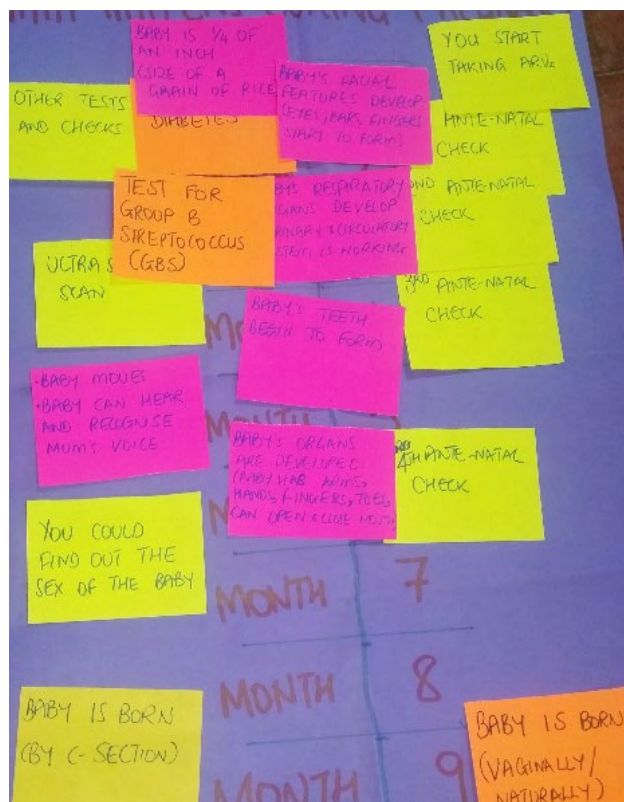 BABY IS 1/4 OF
AN INCH
(SIZE OF A
GRAIN OF RICE
YOU START
TAKING ARVs
BABY'S FACIAL
FEATURES DEVELOP
(EYES, EARS, FINGERS
START TO FORM)
OTHER TESTS
AND CHECKS
DIABETES
ANTE-NATAL
CHECK
TEST FOR
GROUP B
STREPTOCOCCUS
(GBS)
RESPIRATORY
DEVELOP
& CIRCULATORY
IS WORKING
ANTE-NATAL
CHECK
ULTRA S
SCAN
3RD ANTE-NATAL
CHECK
BABY'S TEETH
BEGIN TO FORM
•BABY MOVES
•BABY CAN HEAR
AND RECOGNISE
MUM'S VOICE
MONTH
BABY'S ORGANS
ARE DEVELOPED
(BABY HAS ARMS,
HANDS, FINGERS, TOES,
CAN OPEN & CLOSE MOUTH
4TH ANTE-NATAL
CHECK
YOU COULD
FIND OUT THE
SEX OF THE BABY
MONTH 7
MONTH 8
BABY IS BORN
(BY C-SECTION)
MONTH 9
BABY IS BORN
(VAGINALLY/
NATURALLY)